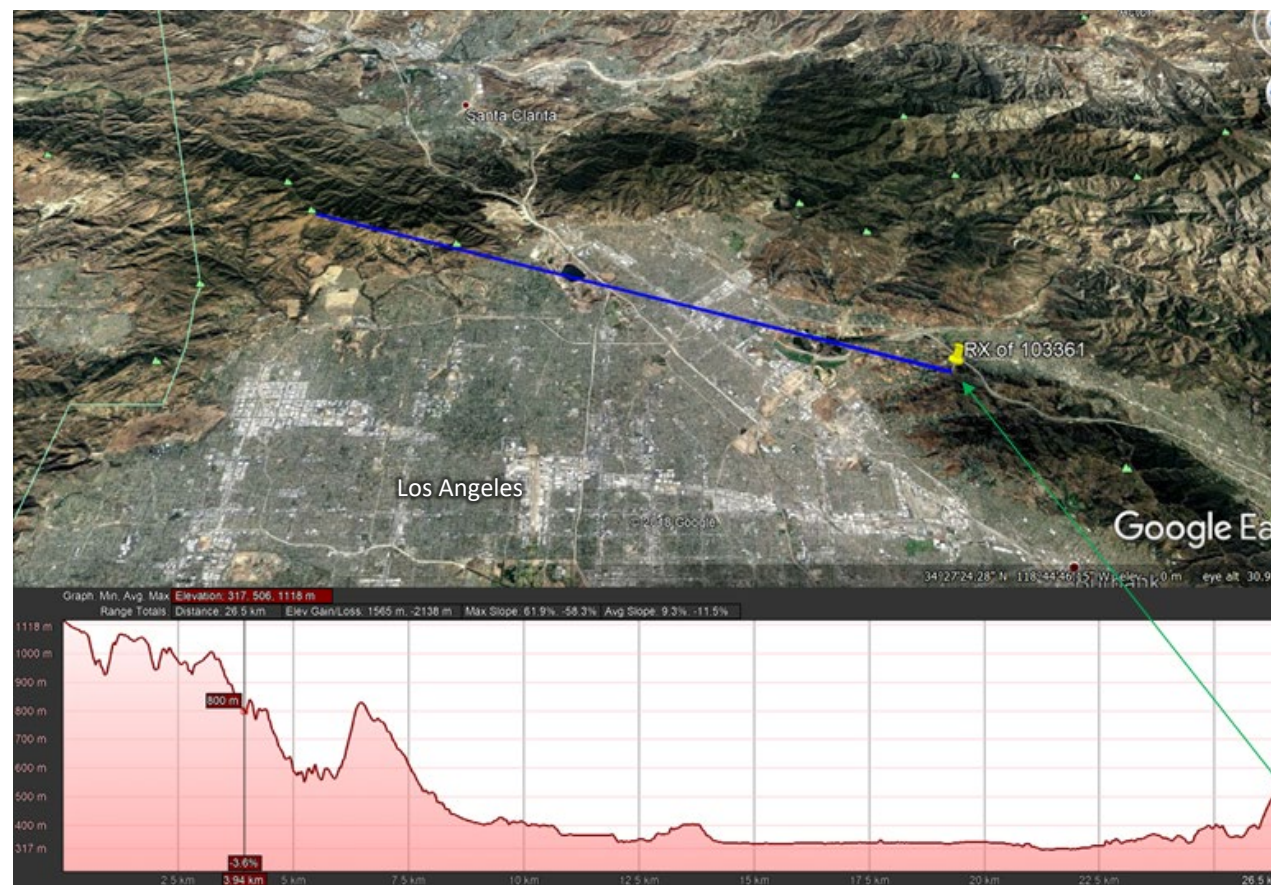 Santa Clarita
RX of 103361
Los Angeles
© 2018 Google
Google Ea
34°27'24.28" N 118°44'46.15" W elev 0 m eye alt 30.9
Burbank
Graph: Min, Avg, Max Elevation: 317, 506, 1118 m
Range Totals: Distance: 26.5 km Elev Gain/Loss: 1565 m, -2138 m Max Slope: 61.9%, -58.3% Avg Slope: 9.3%, -11.5%
1118 m
1000 m
900 m
800 m
800 m
700 m
600 m
500 m
400 m
317 m
-3.6%
2.5 km 3.94 km 5 km 7.5 km 10 km 12.5 km 15 km 17.5 km 20 km 22.5 km 26.5 k